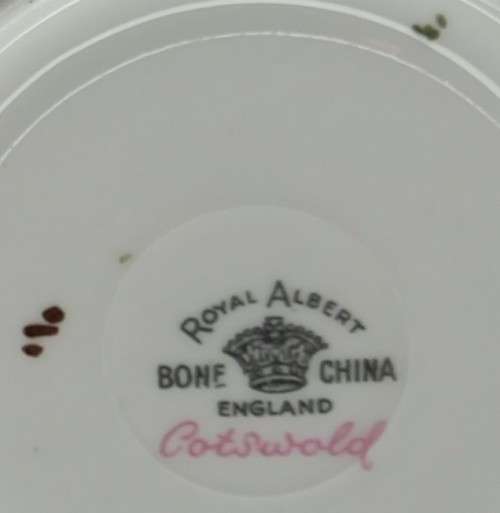 ROYAL ALBERT
BONE CHINA
ENGLAND
Cotswold